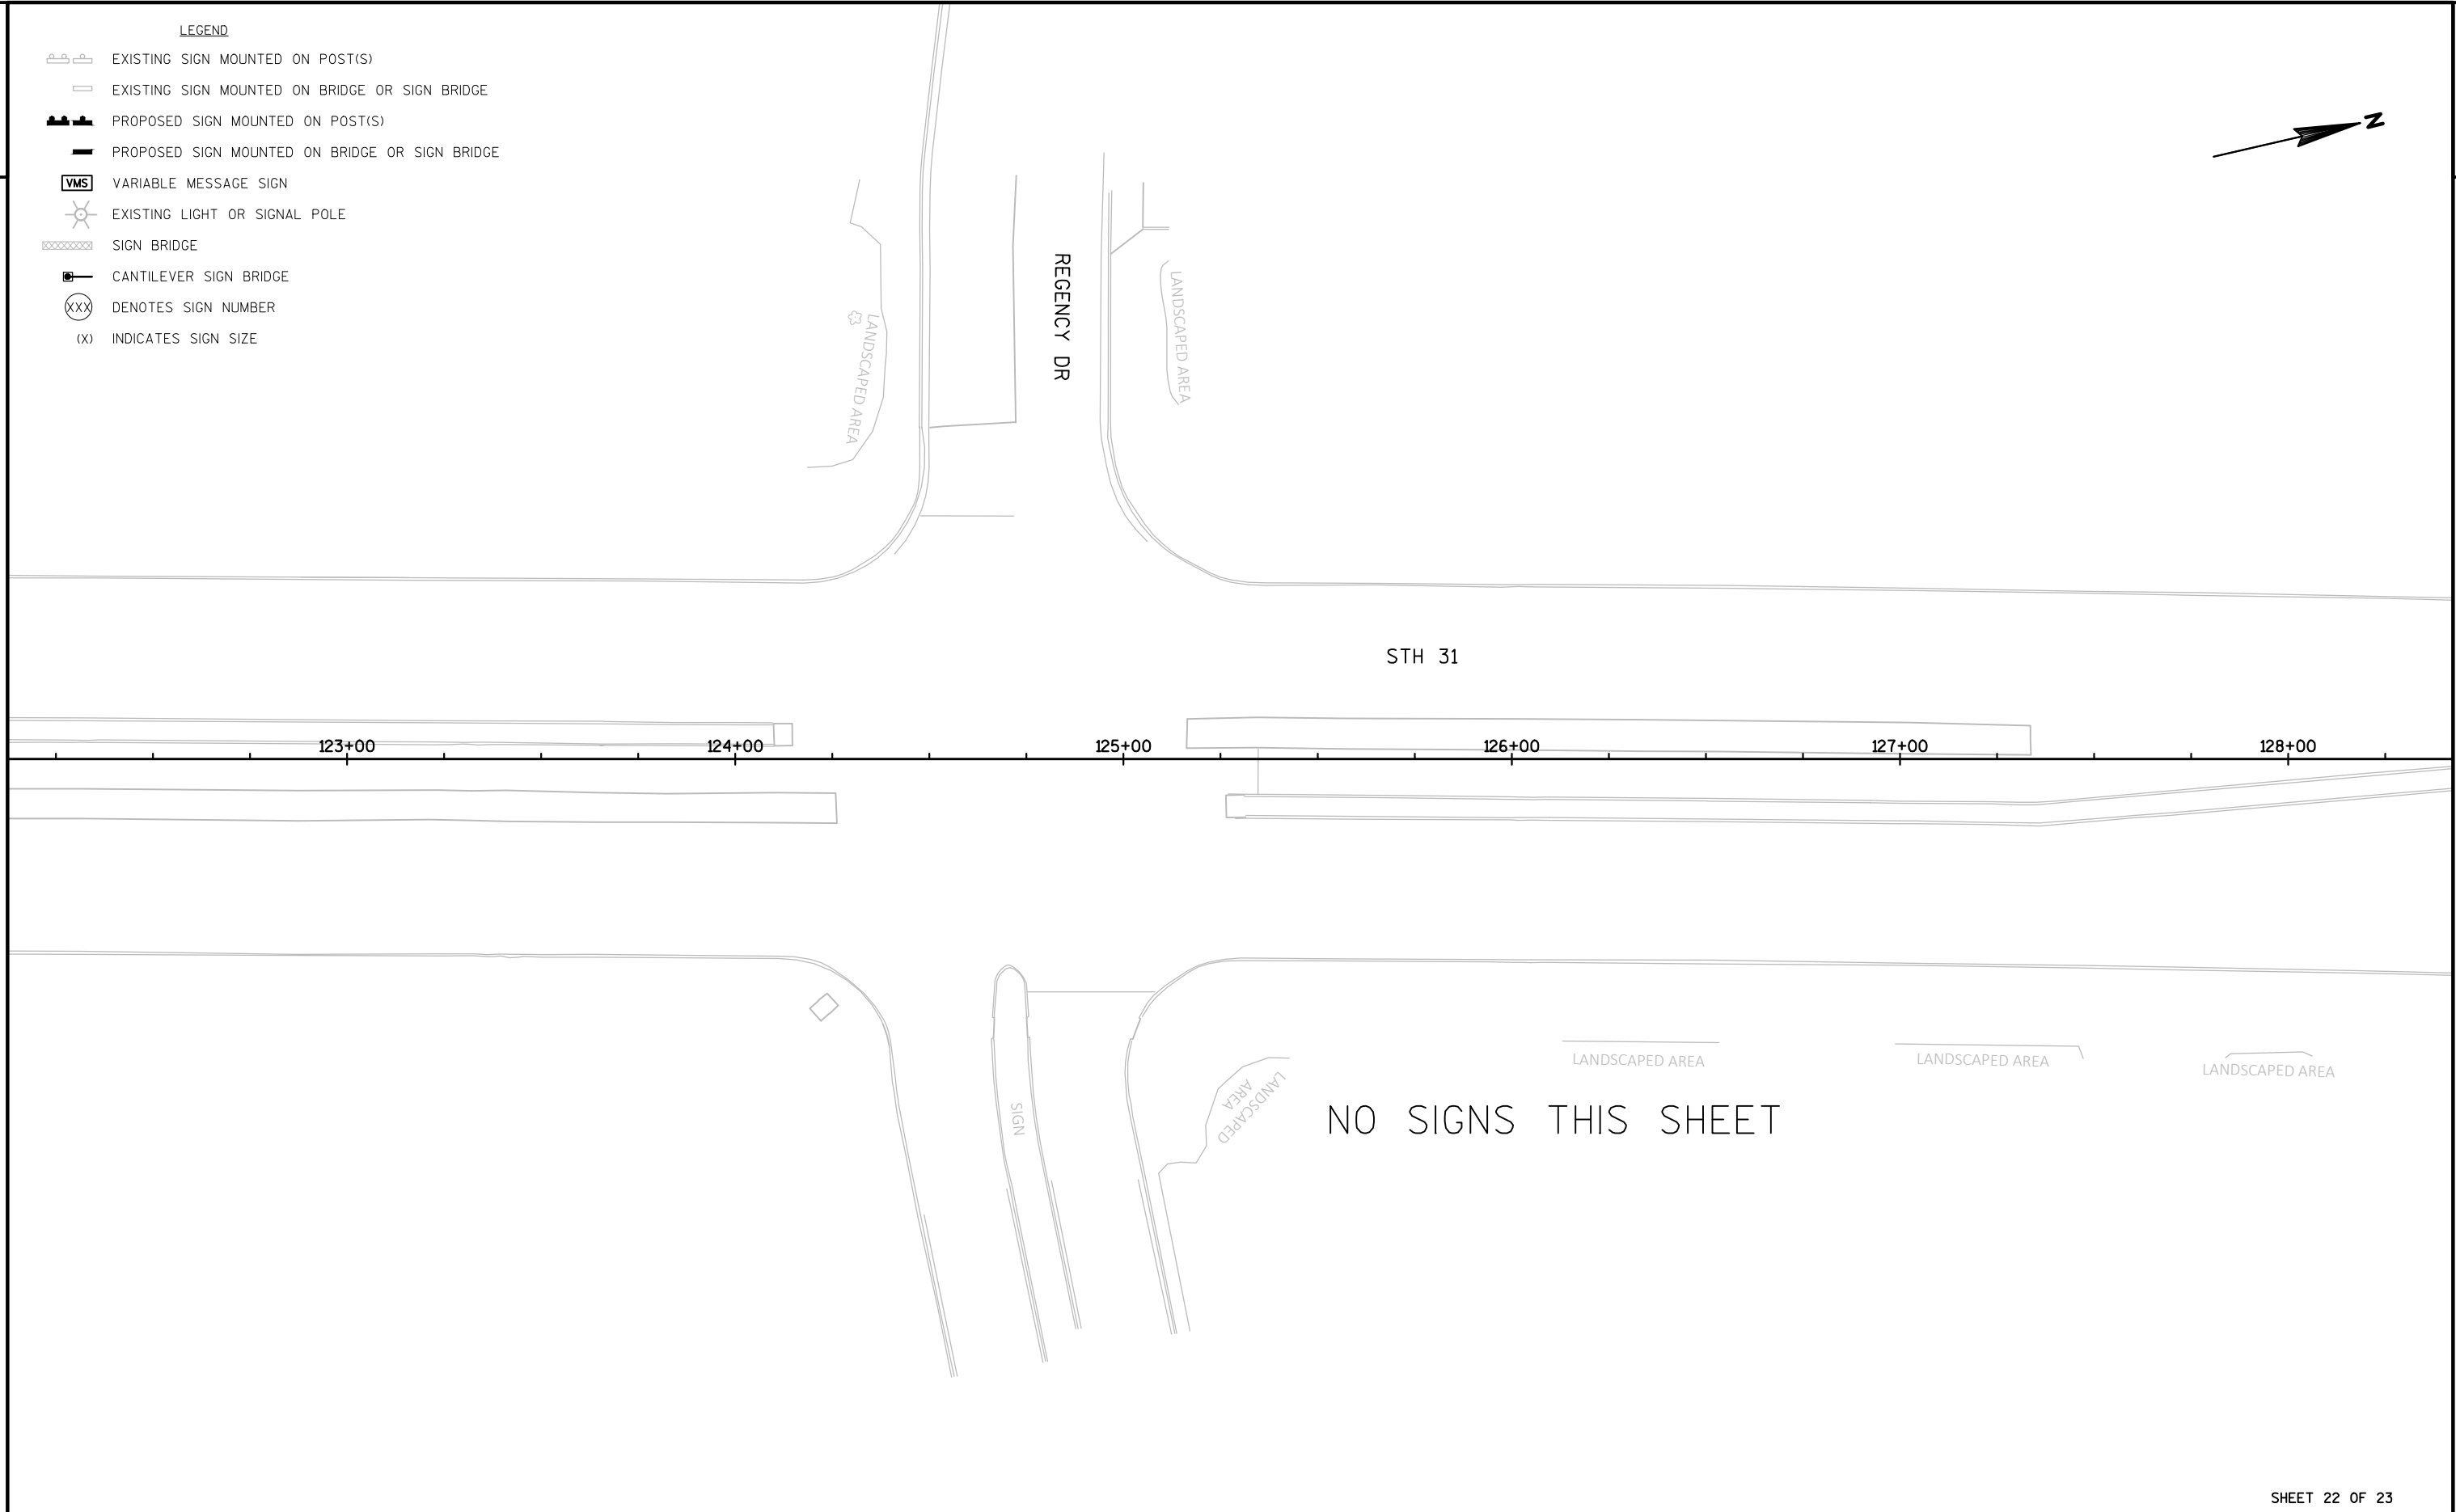 LEGEND
EXISTING SIGN MOUNTED ON POST(S)
EXISTING SIGN MOUNTED ON BRIDGE OR SIGN BRIDGE
PROPOSED SIGN MOUNTED ON POST(S)
PROPOSED SIGN MOUNTED ON BRIDGE OR SIGN BRIDGE
VMS VARIABLE MESSAGE SIGN
EXISTING LIGHT OR SIGNAL POLE
SIGN BRIDGE
CANTILEVER SIGN BRIDGE
XXX DENOTES SIGN NUMBER
(X) INDICATES SIGN SIZE
N
REGENCY DR
LANDSCAPED AREA
LANDSCAPED AREA
STH 31
123+00
124+00
125+00
126+00
127+00
128+00
SIGN
LANDSCAPED
AREA
LANDSCAPED AREA
LANDSCAPED AREA
LANDSCAPED AREA
NO SIGNS THIS SHEET
SHEET 22 OF 23